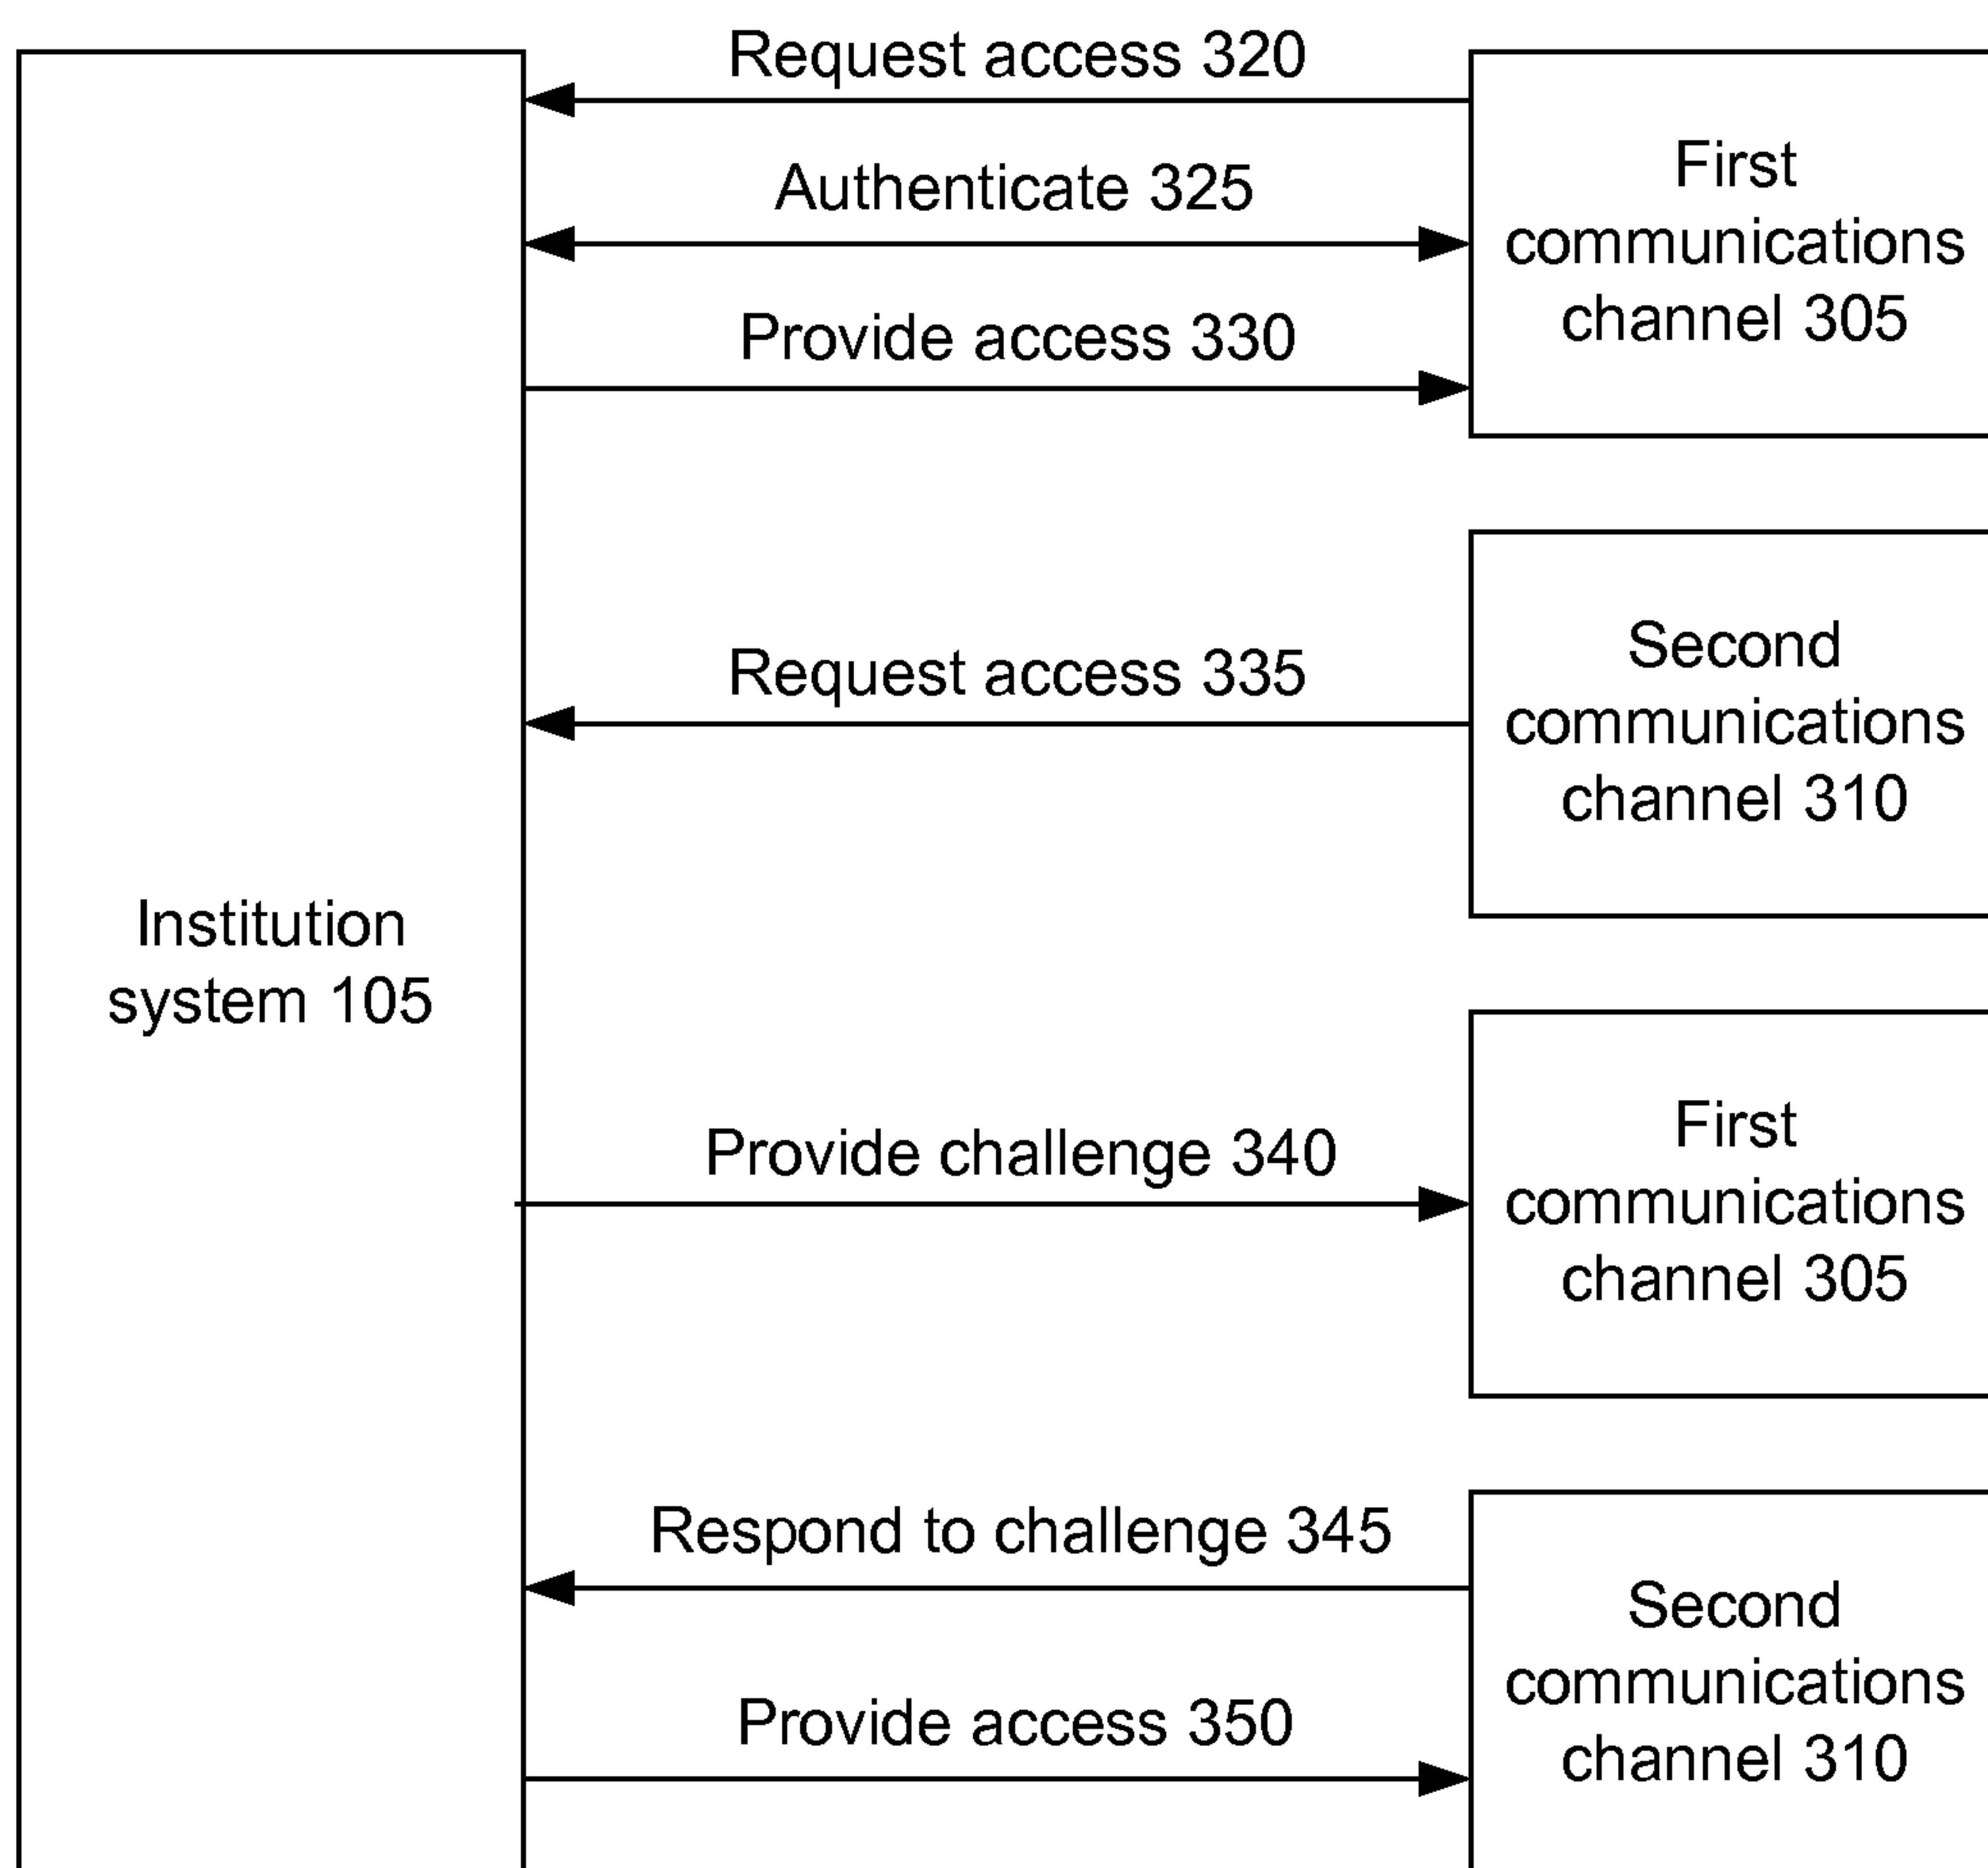 Request access 320
Authenticate 325
Provide access 330
First
communications
channel 305
Request access 335
Second
communications
channel 310
Institution
system 105
Provide challenge 340
First
communications
channel 305
Respond to challenge 345
Provide access 350
Second
communications
channel 310